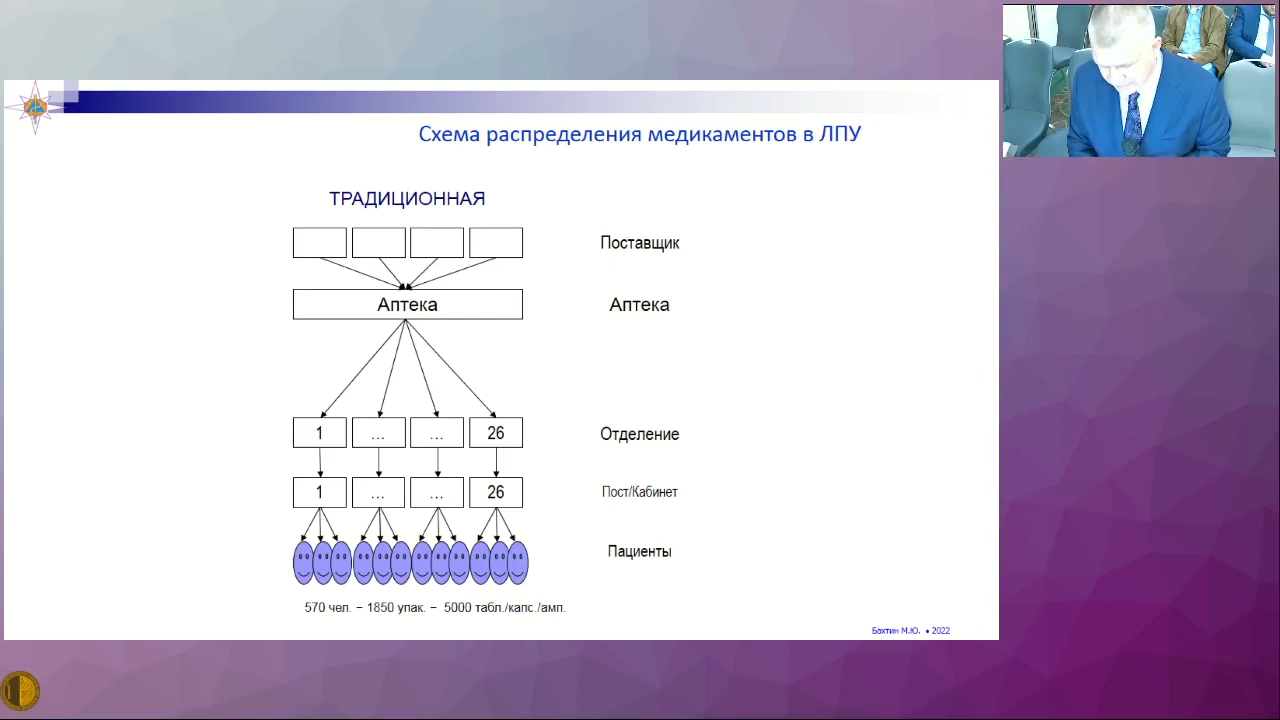 Схема распределения медикаментов в ЛПУ
ТРАДИЦИОННАЯ
Поставщик
Аптека Аптека
1 ... ... 26 Отделение
1 ... ... 26 Пост/Кабинет
Пациенты
570 чел. – 1850 упак. – 5000 табл./капс./амп.
Бахтин М.Ю. • 2022